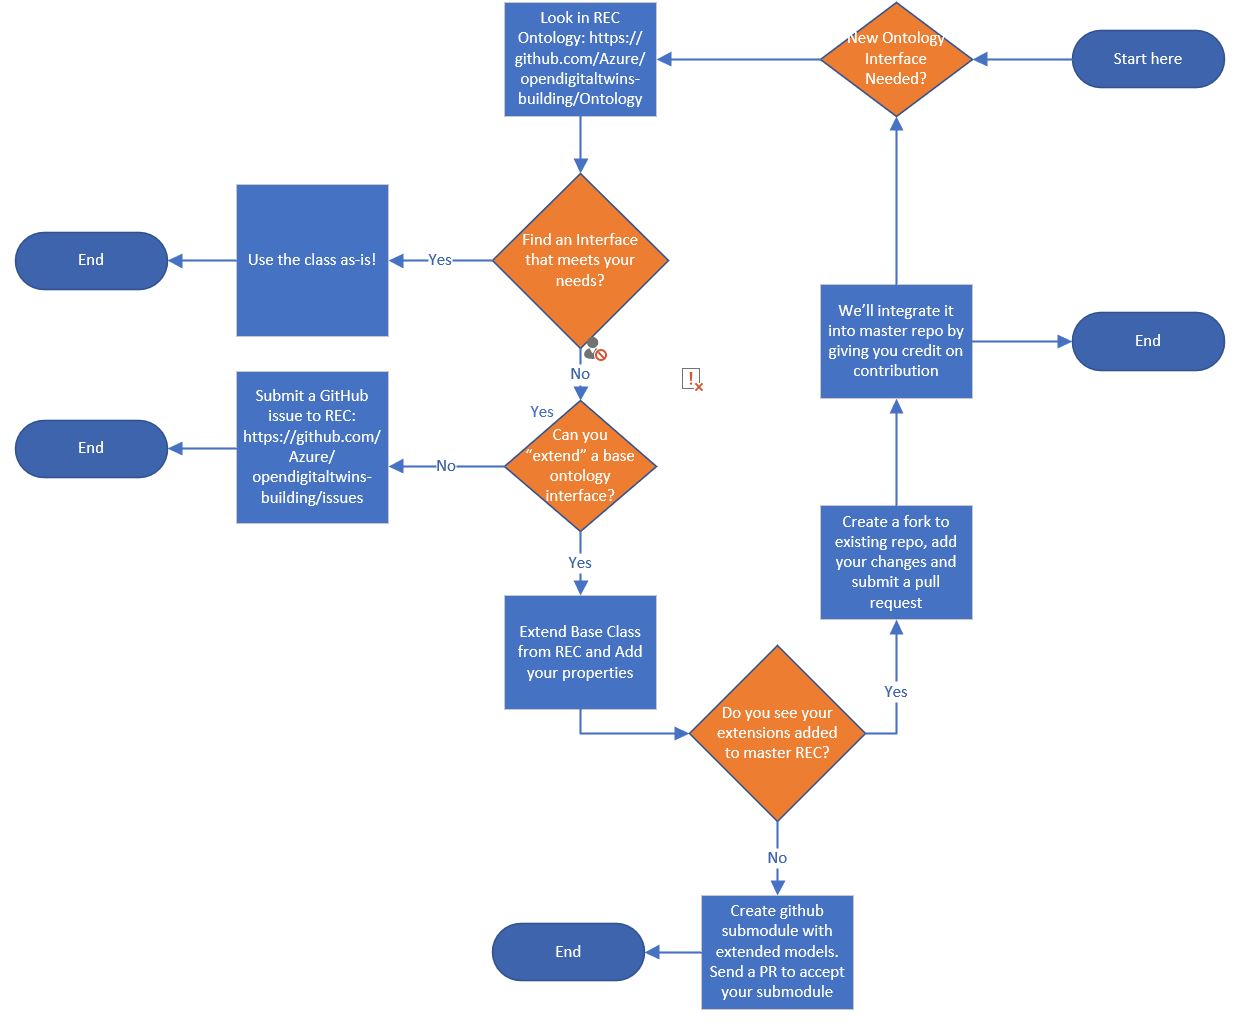 Start here
New Ontology
Interface
Needed?
Look in REC
Ontology: https://
github.com/Azure/
opendigitaltwins-
building/Ontology
Find an Interface
that meets your
needs?
Yes
Use the class as-is!
End
No
Yes
Can you
“extend” a base
ontology
interface?
No
Submit a GitHub
issue to REC:
https://github.com/
Azure/
opendigitaltwins-
building/issues
End
Yes
Extend Base Class
from REC and Add
your properties
Do you see your
extensions added
to master REC?
Yes
Create a fork to
existing repo, add
your changes and
submit a pull
request
We’ll integrate it
into master repo by
giving you credit on
contribution
End
No
Create github
submodule with
extended models.
Send a PR to accept
your submodule
End